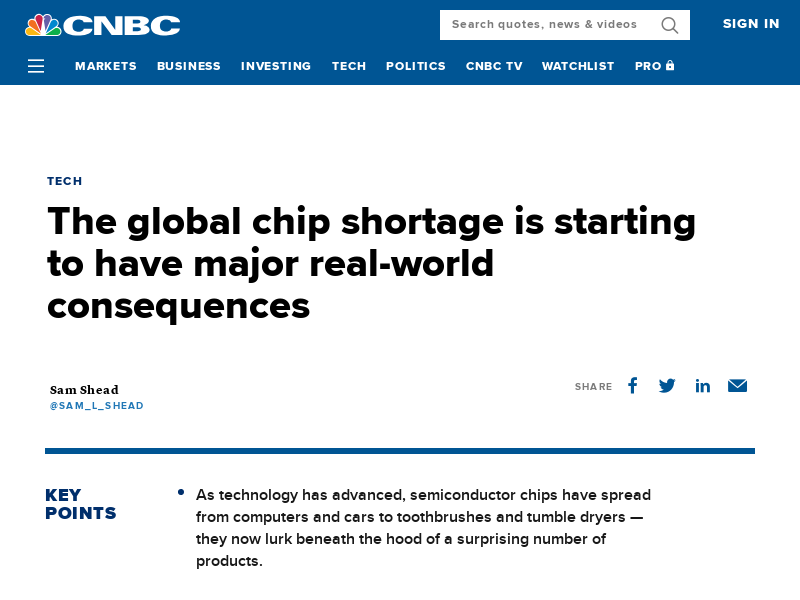 CNBC
Search quotes, news & videos
SIGN IN
MARKETS BUSINESS INVESTING TECH POLITICS CNBC TV WATCHLIST PRO
TECH
The global chip shortage is starting
to have major real-world
consequences
Sam Shead
@SAM_L_SHEAD
SHARE
KEY
POINTS
• As technology has advanced, semiconductor chips have spread
from computers and cars to toothbrushes and tumble dryers —
they now lurk beneath the hood of a surprising number of
products.